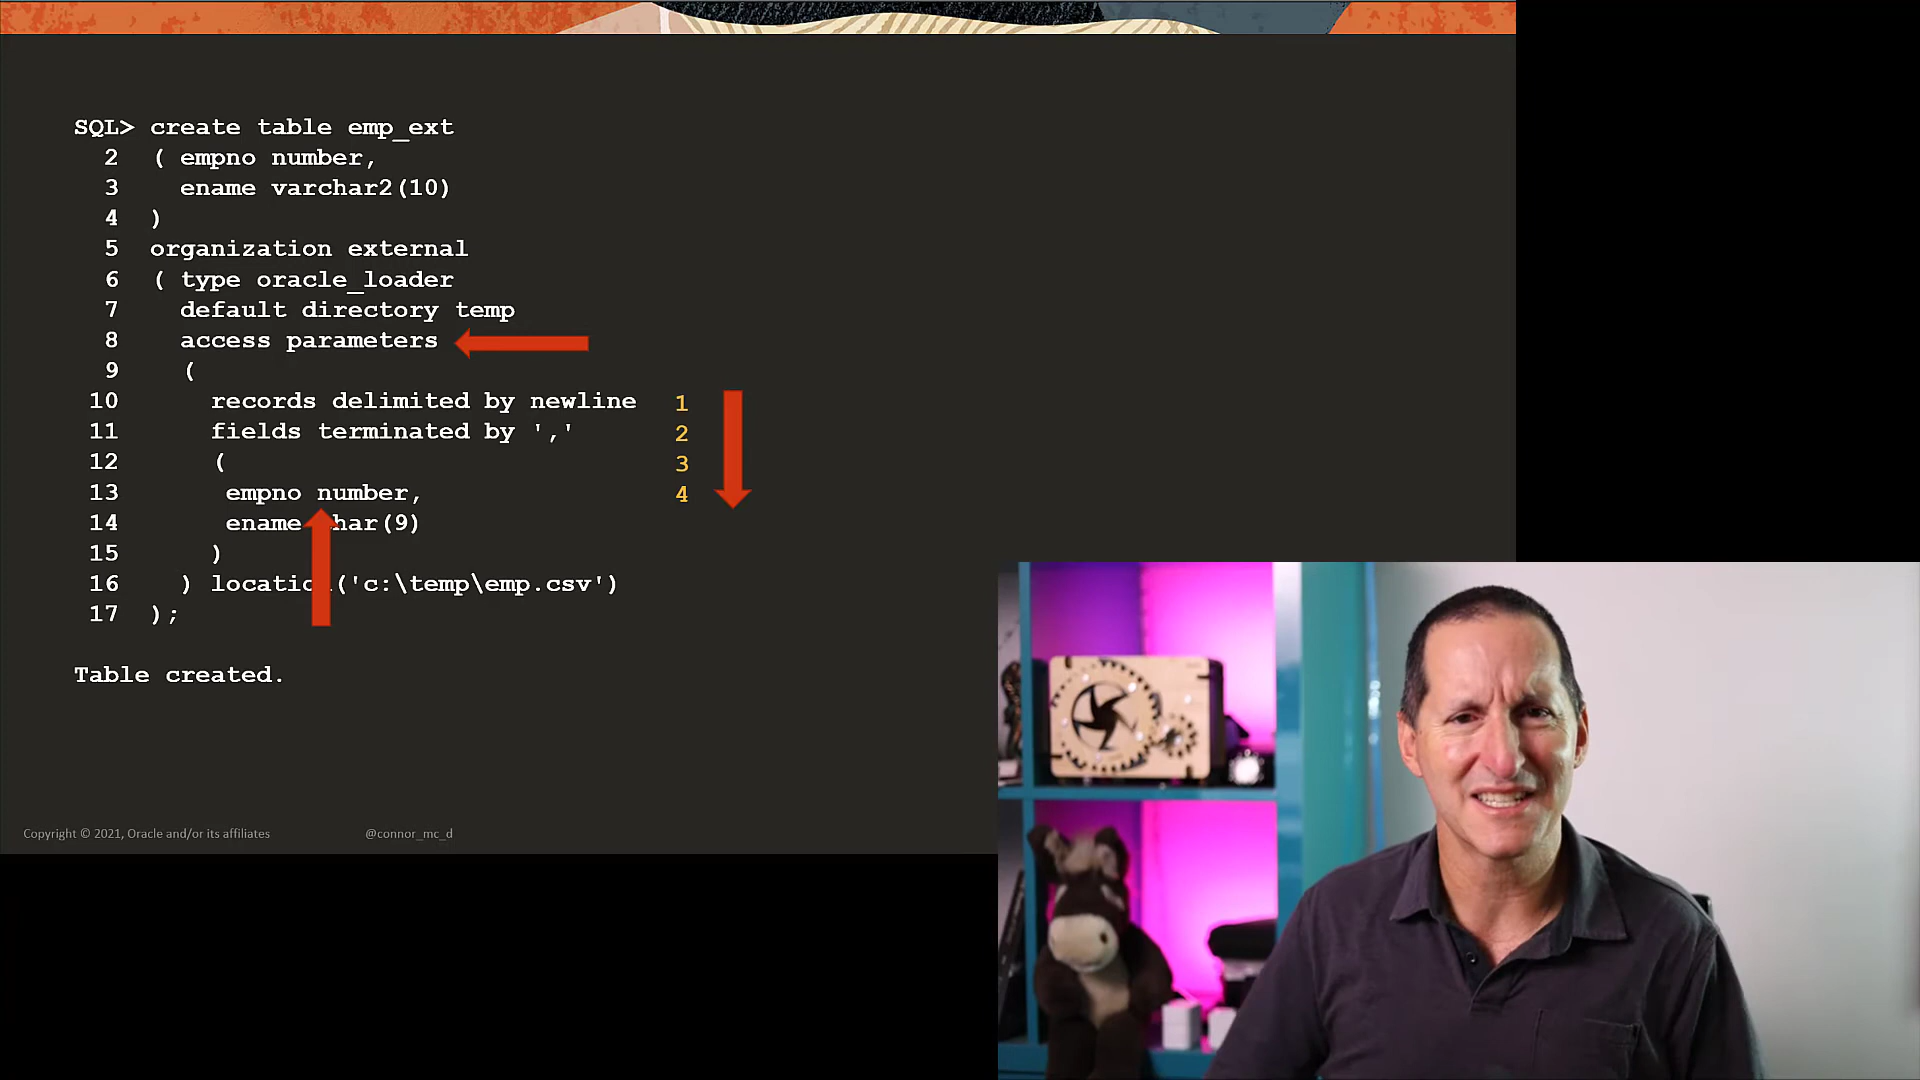 SQL> create table emp_ext
2 ( empno number,
3 ename varchar2(10)
4 )
5 organization external
6 ( type oracle_loader
7 default directory temp
8 access parameters
9 (
10 records delimited by newline 1
11 fields terminated by ',' 2
12 ( 3
13 empno number, 4
14 ename char(9)
15 )
16 ) location('c:\temp\emp.csv')
17 );
Table created.
Copyright © 2021, Oracle and/or its affiliates @connor_mc_d